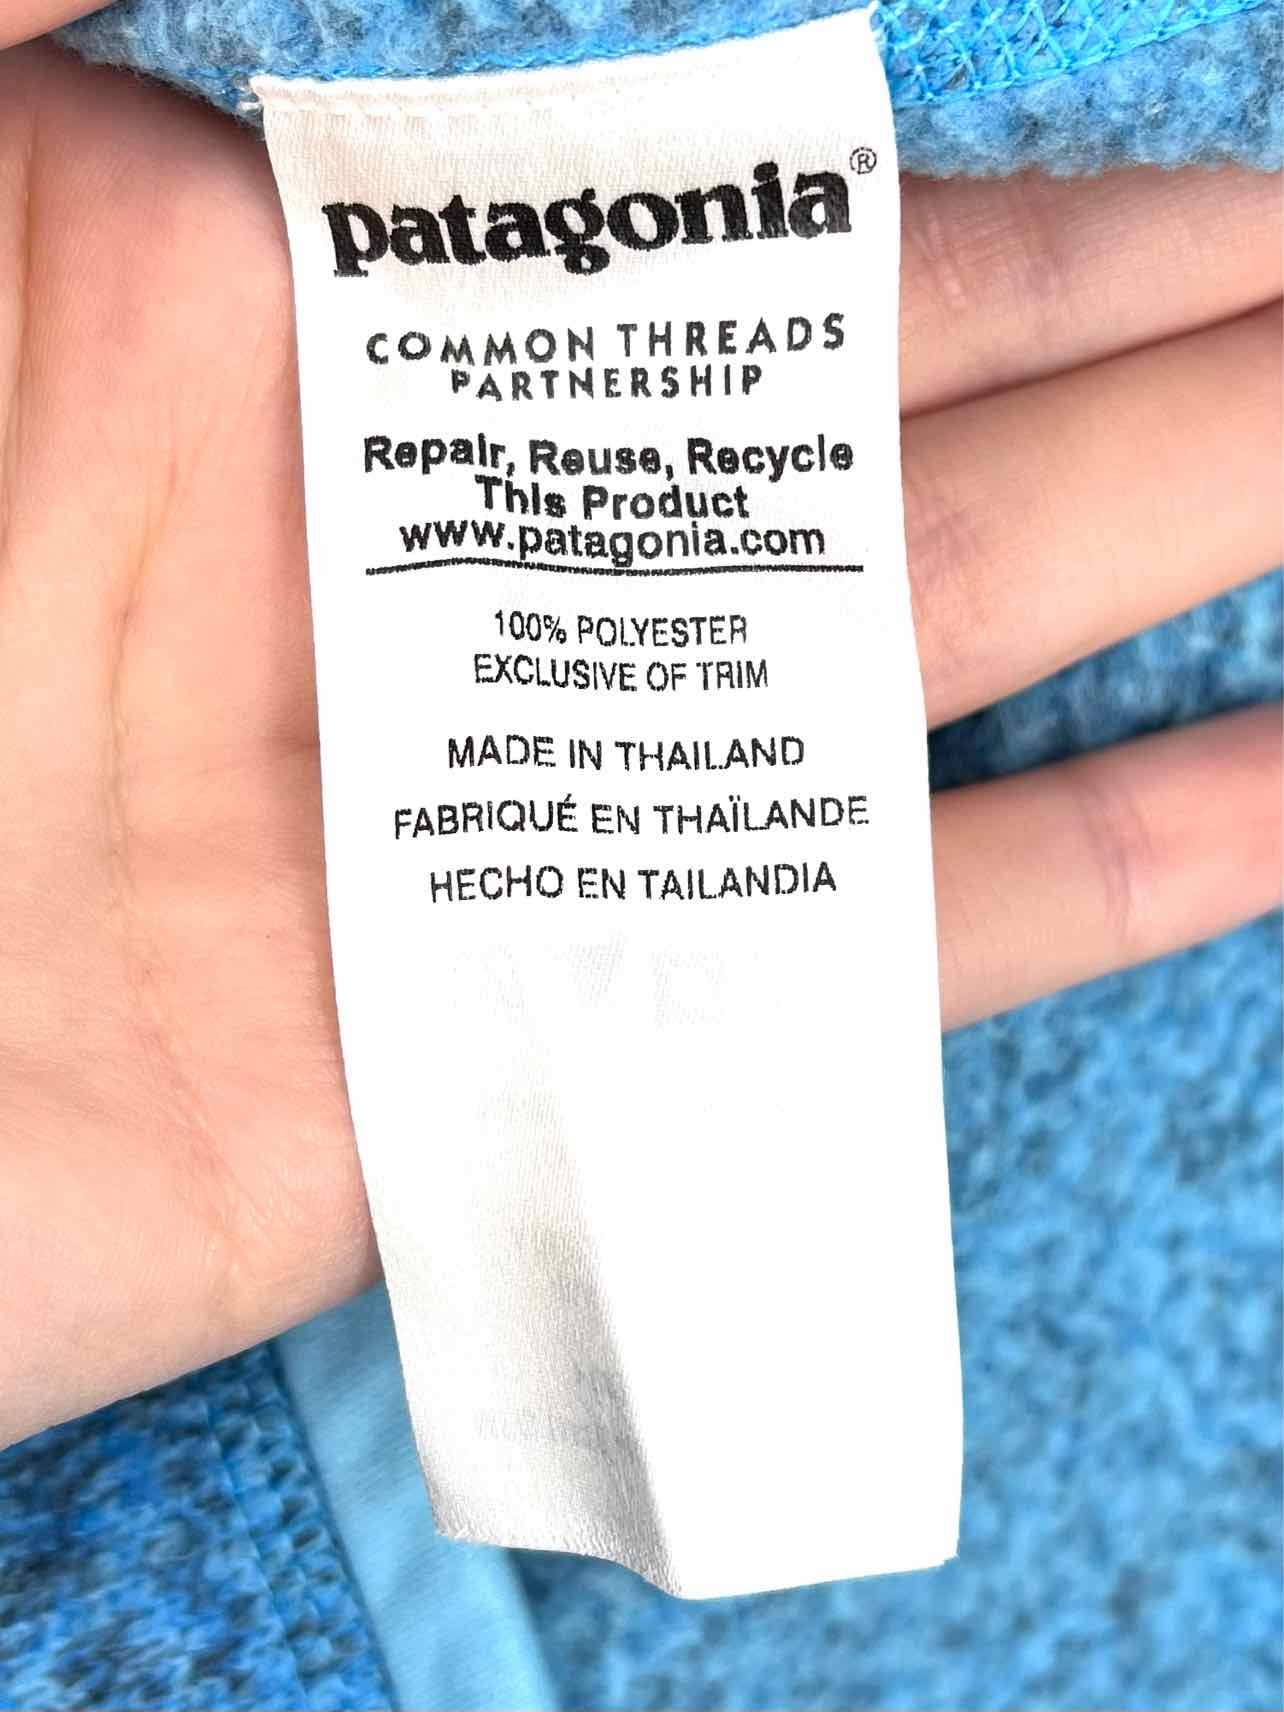 patagonia®
COMMON THREADS
PARTNERSHIP
Repair, Reuse, Recycle
This Product
www.patagonia.com
100% POLYESTER
EXCLUSIVE OF TRIM
MADE IN THAILAND
FABRIQUÉ EN THAÏLANDE
HECHO EN TAILANDIA